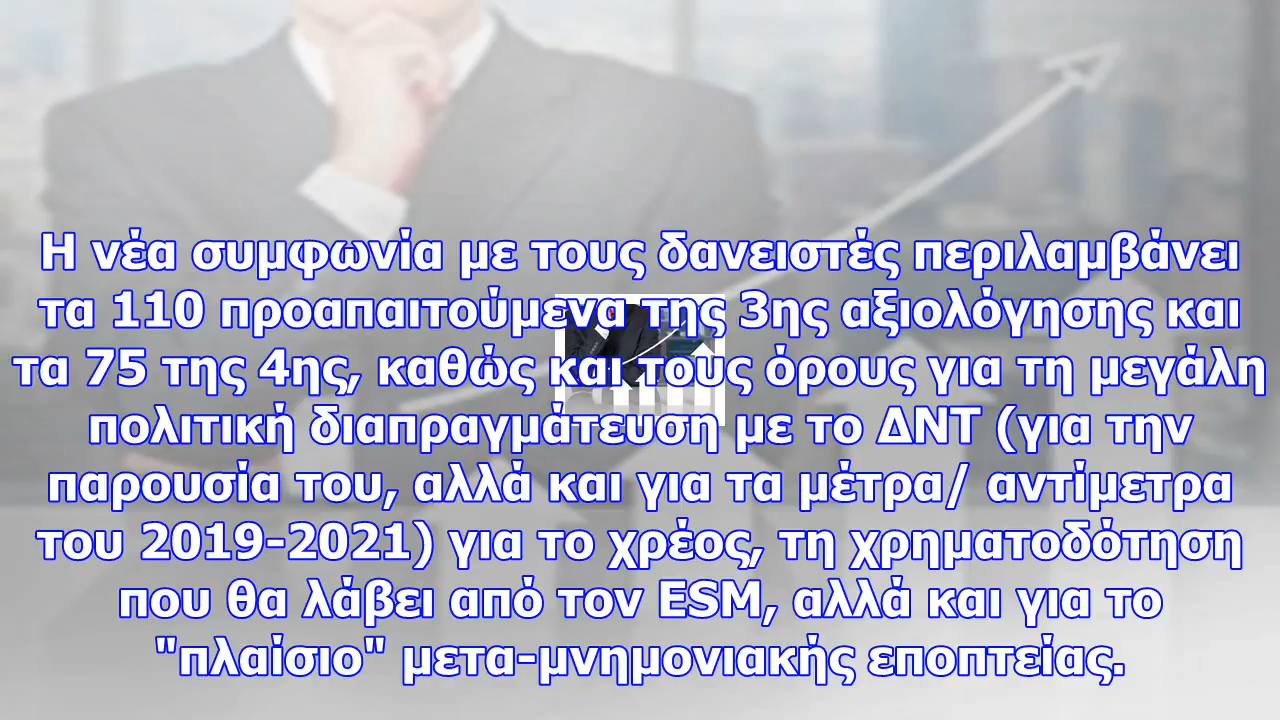 Η νέα συμφωνία με τους δανειστές περιλαμβάνει
τα 110 προαπαιτούμενα της 3ης αξιολόγησης και
τα 75 της 4ης, καθώς και τους όρους για τη μεγάλη
πολιτική διαπραγμάτευση με το ΔΝΤ (για την
παρουσία του, αλλά και για τα μέτρα/ αντίμετρα
του 2019-2021) για το χρέος, τη χρηματοδότηση
που θα λάβει από τον ESM, αλλά και για το
"πλαίσιο" μετα-μνημονιακής εποπτείας.